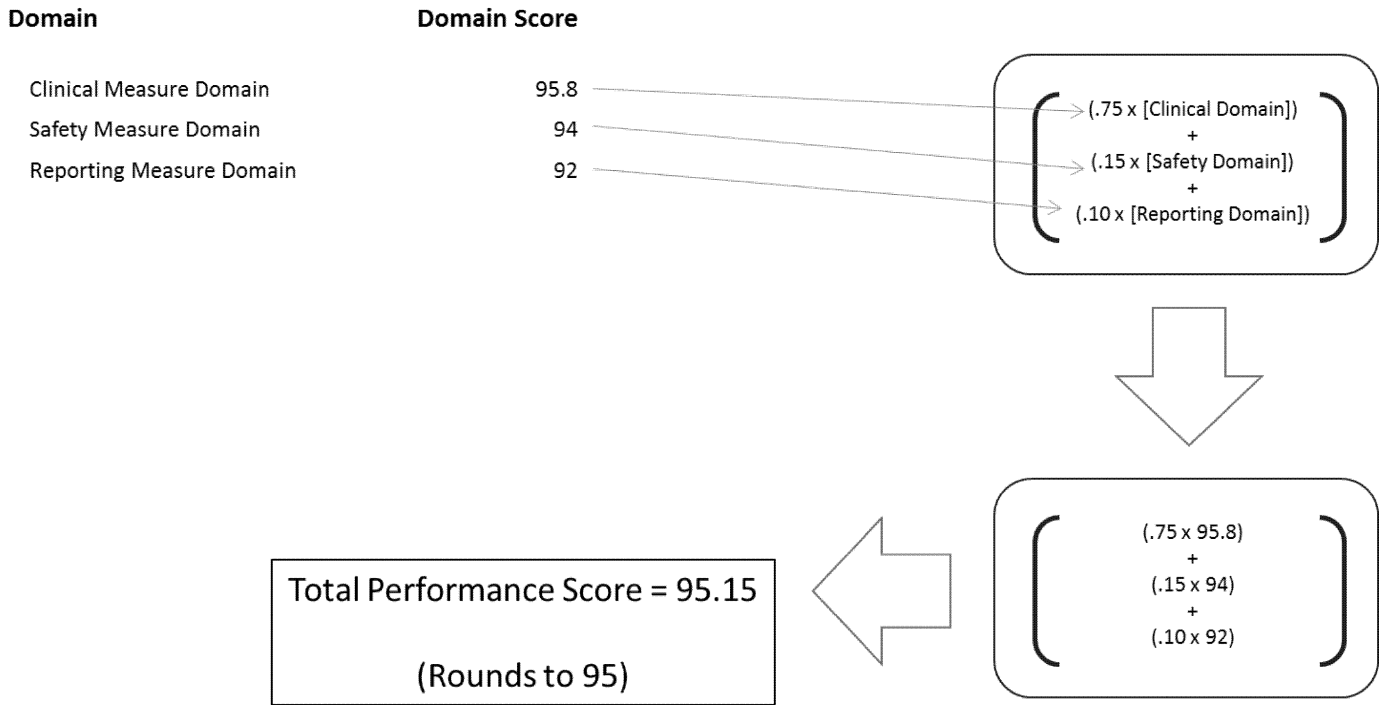 Domain Domain Score
Clinical Measure Domain 95.8
Safety Measure Domain 94
Reporting Measure Domain 92
(.75 x [Clinical Domain])
+
(.15 x [Safety Domain])
+
(.10 x [Reporting Domain])
(.75 x 95.8)
+
(.15 x 94)
+
(.10 x 92)
Total Performance Score = 95.15
(Rounds to 95)